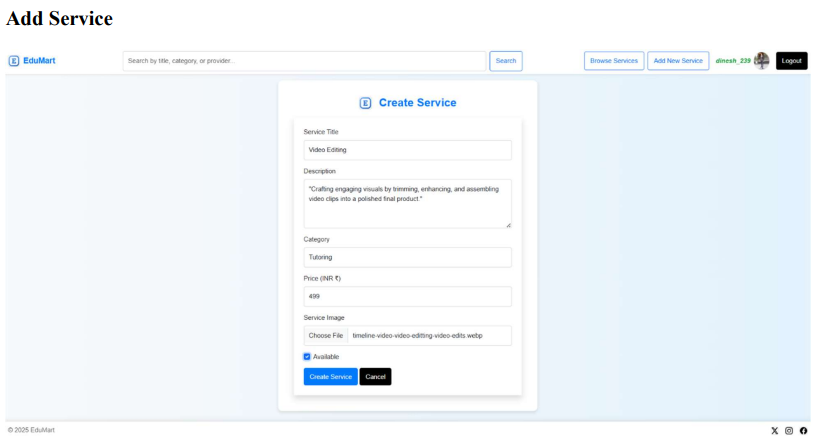 Add Service
EduMart
Search by title, category, or provider...
Search
Browse Services
Add New Service
dinesh_239
Logout
Create Service
Service Title
Video Editing
Description
"Crafting engaging visuals by trimming, enhancing, and assembling
video clips into a polished final product."
Category
Tutoring
Price (INR ₹)
499
Service Image
Choose File timeline-video-video-editting-video-edits.webp
Available
Create Service
Cancel
© 2025 EduMart